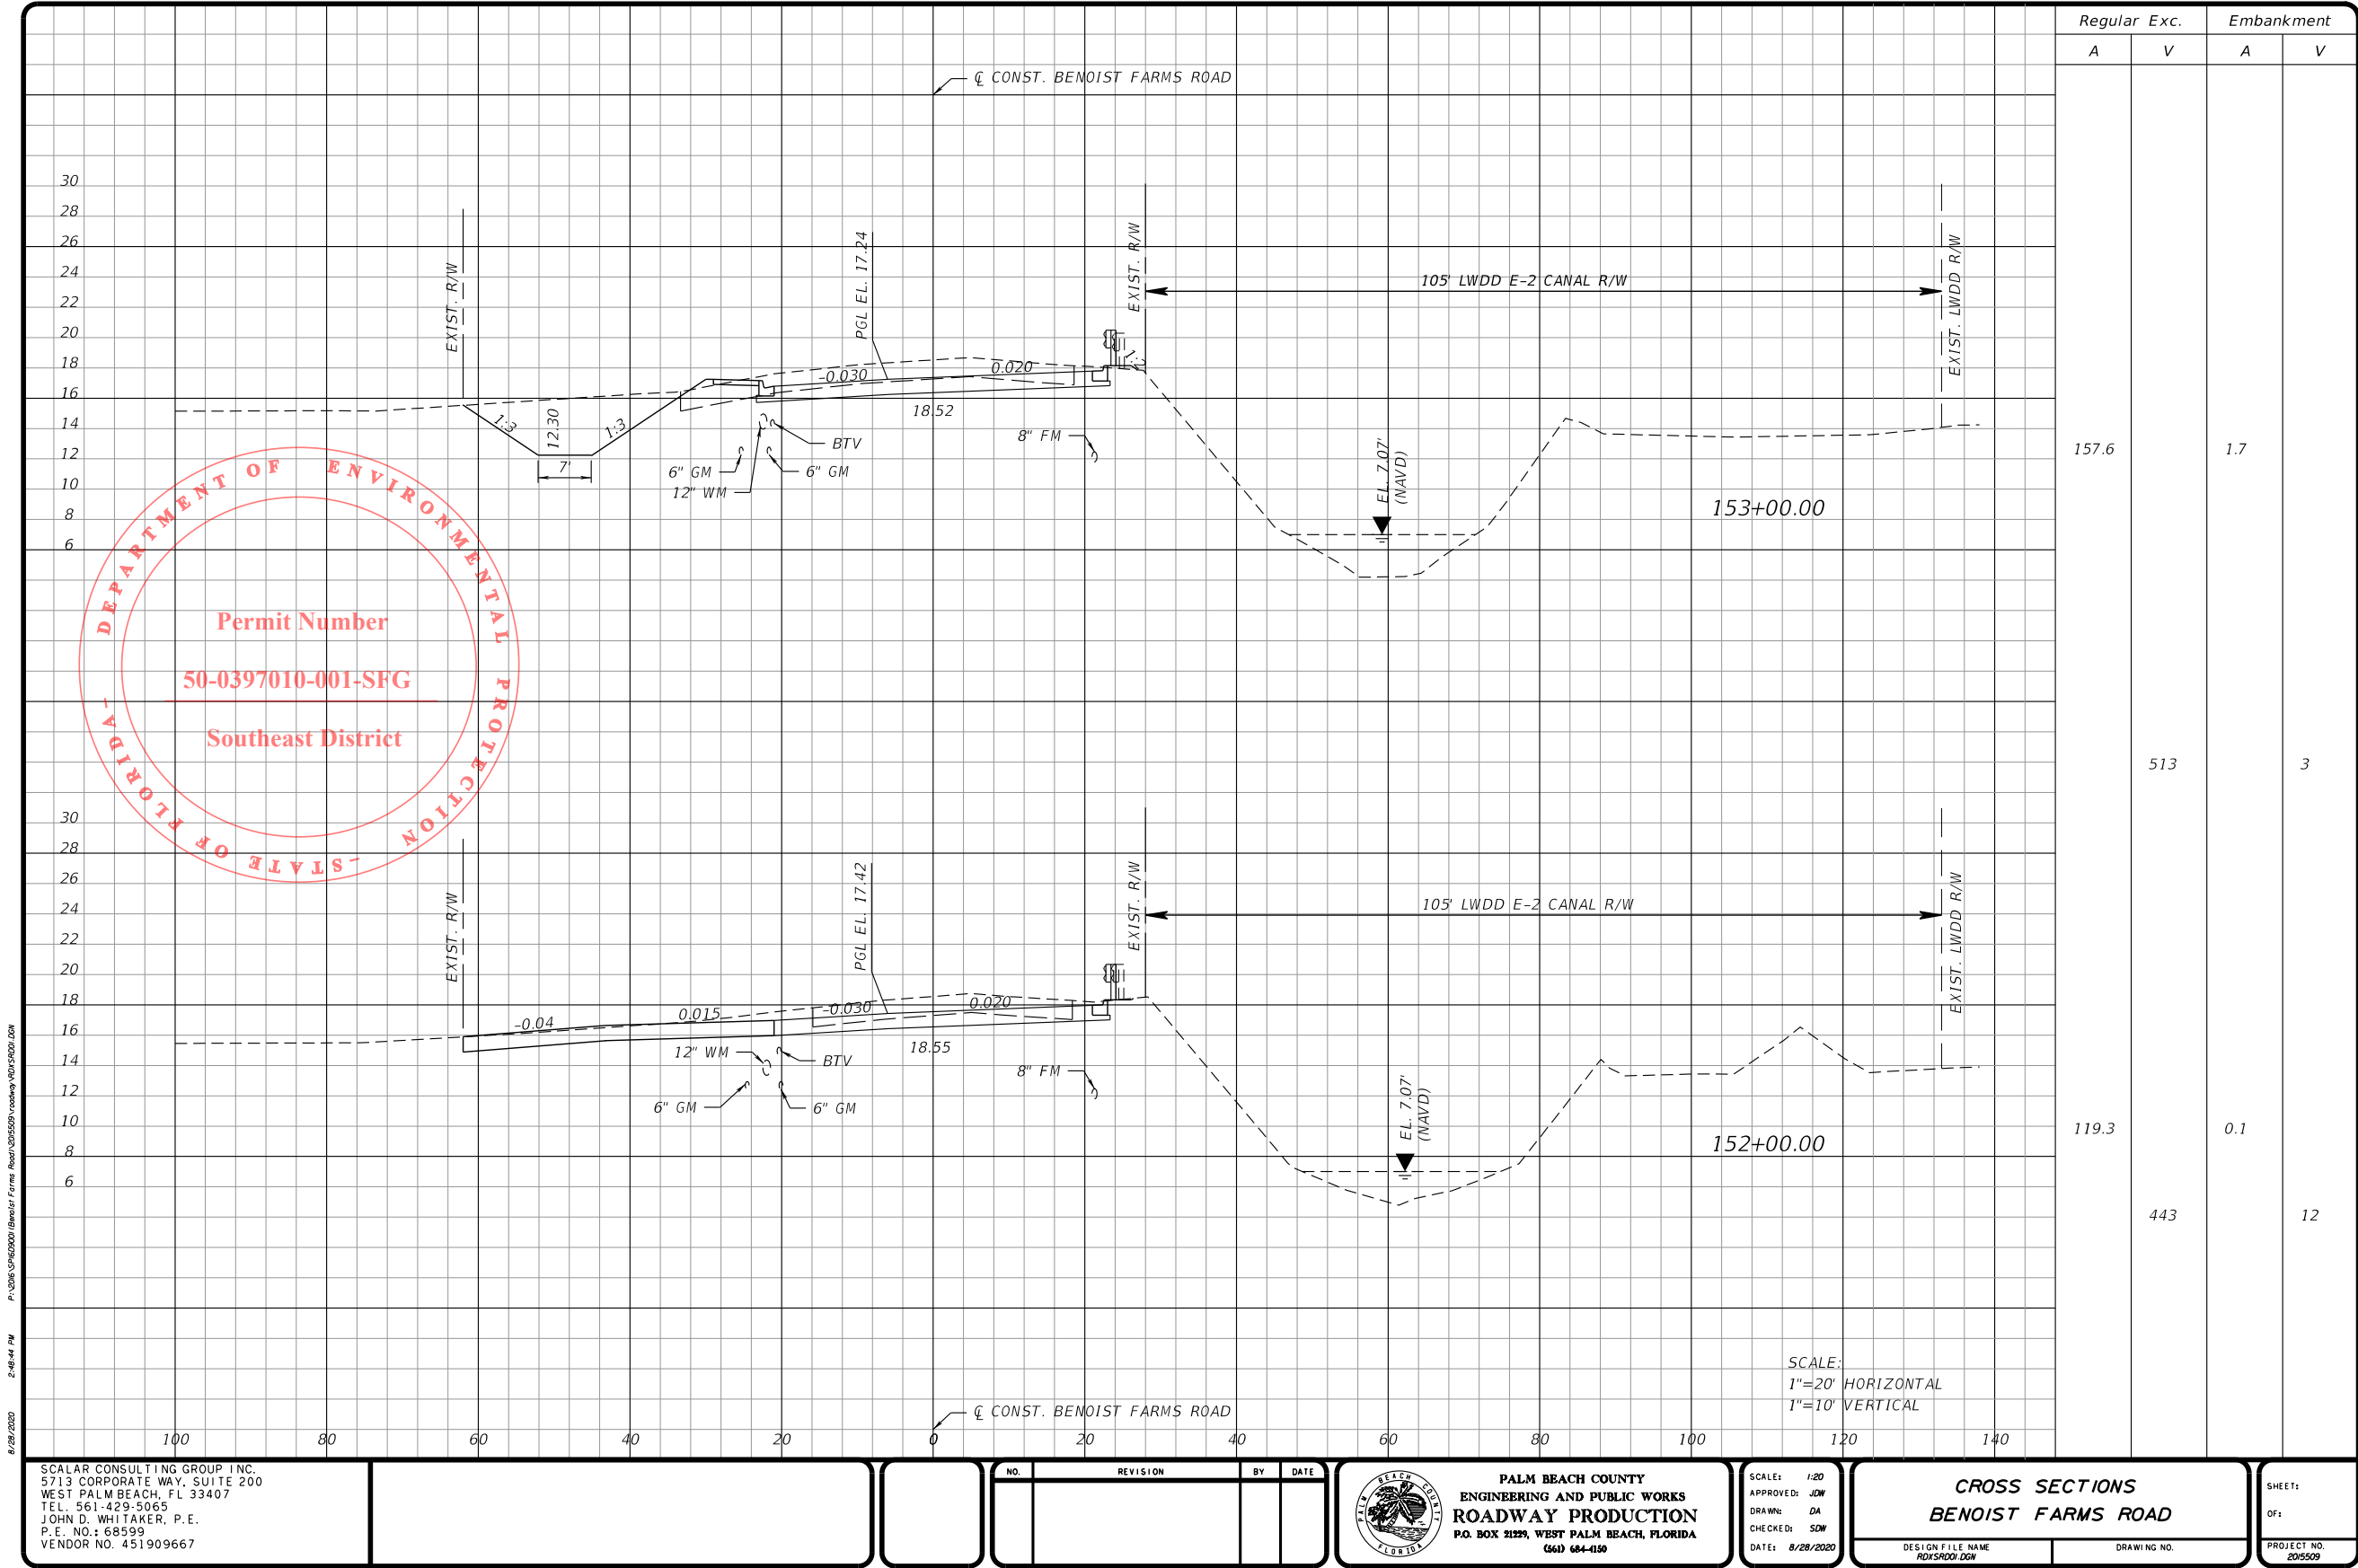 Regular Exc. Embankment
A V A V
℄ CONST. BENOIST FARMS ROAD
30
28
26
24
22
20
18
16
14
12
10
8
6
EXIST. R/W
PGL EL. 17.24
EXIST. R/W
105' LWDD E-2 CANAL R/W
EXIST. LWDD R/W
-0.030
0.020
1:3
12.30
1:3
7'
18.52
BTV
6" GM
6" GM
12" WM
8" FM
EL. 7.07'
(NAVD)
153+00.00
157.6 1.7
DEPARTMENT OF ENVIRONMENTAL PROTECTION
-STATE OF FLORIDA-
Permit Number
50-0397010-001-SFG
Southeast District
513 3
30
28
26
24
22
20
18
16
14
12
10
8
6
EXIST. R/W
PGL EL. 17.42
EXIST. R/W
105' LWDD E-2 CANAL R/W
EXIST. LWDD R/W
-0.04
0.015
-0.030
0.020
18.55
12" WM
BTV
6" GM
6" GM
8" FM
EL. 7.07'
(NAVD)
152+00.00
119.3 0.1
443 12
SCALE:
1"=20' HORIZONTAL
1"=10' VERTICAL
℄ CONST. BENOIST FARMS ROAD
100 80 60 40 20 0 20 40 60 80 100 120 140
8/28/2020 2:48:44 PM
SCALAR CONSULTING GROUP INC.
5713 CORPORATE WAY, SUITE 200
WEST PALM BEACH, FL 33407
TEL. 561-429-5065
JOHN D. WHITAKER, P.E.
P.E. NO.: 68599
VENDOR NO. 451909667
NO. REVISION BY DATE
PALM BEACH COUNTY
FLORIDA
PALM BEACH COUNTY
ENGINEERING AND PUBLIC WORKS
ROADWAY PRODUCTION
P.O. BOX 21229, WEST PALM BEACH, FLORIDA
(561) 684-4150
SCALE: 1:20
APPROVED: JDW
DRAWN: DA
CHECKED: SDW
DATE: 8/28/2020
CROSS SECTIONS
BENOIST FARMS ROAD
DESIGN FILE NAME
RDXSRD01.DGN
DRAWING NO.
SHEET:
OF:
PROJECT NO.
2015509